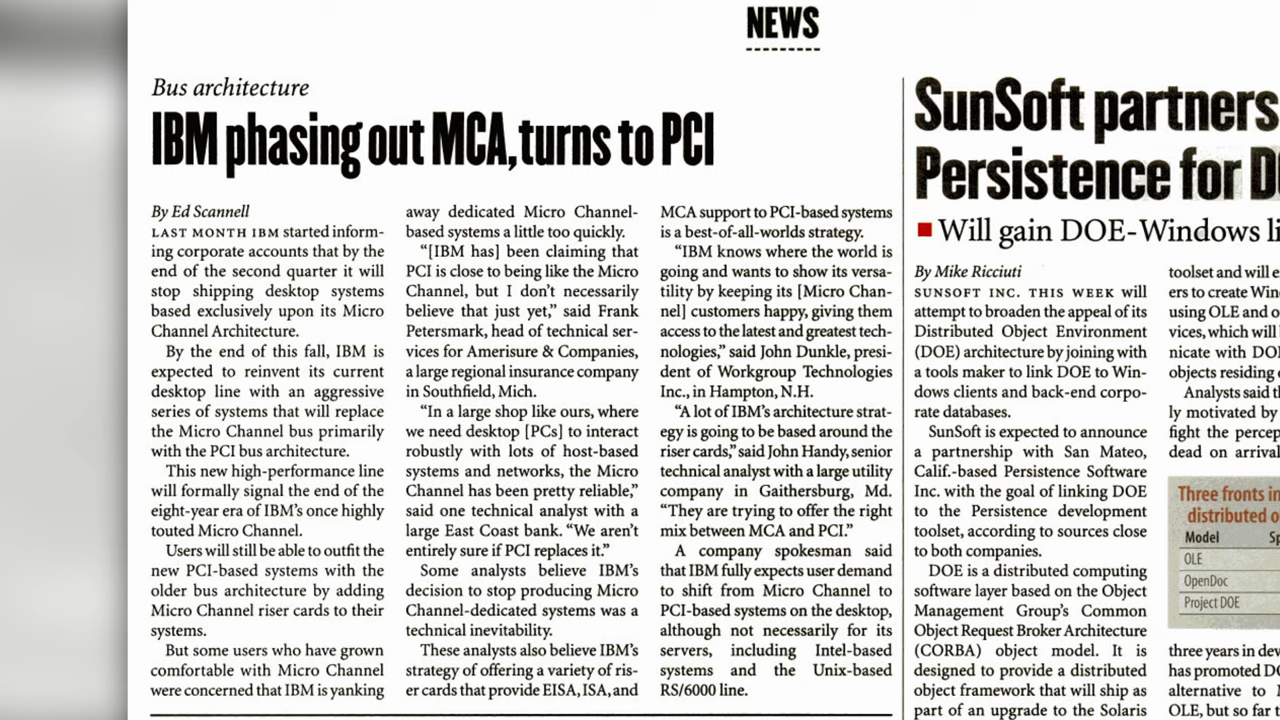 NEWS
Bus architecture
IBM phasing out MCA, turns to PCI
By Ed Scannell
LAST MONTH IBM started inform-
ing corporate accounts that by the
end of the second quarter it will
stop shipping desktop systems
based exclusively upon its Micro
Channel Architecture.
By the end of this fall, IBM is
expected to reinvent its current
desktop line with an aggressive
series of systems that will replace
the Micro Channel bus primarily
with the PCI bus architecture.
This new high-performance line
will formally signal the end of the
eight-year era of IBM's once highly
touted Micro Channel.
Users will still be able to outfit the
new PCI-based systems with the
older bus architecture by adding
Micro Channel riser cards to their
systems.
But some users who have grown
comfortable with Micro Channel
were concerned that IBM is yanking
away dedicated Micro Channel-
based systems a little too quickly.
“[IBM has] been claiming that
PCI is close to being like the Micro
Channel, but I don't necessarily
believe that just yet,” said Frank
Petersmark, head of technical ser-
vices for Amerisure & Companies,
a large regional insurance company
in Southfield, Mich.
“In a large shop like ours, where
we need desktop [PCs] to interact
robustly with lots of host-based
systems and networks, the Micro
Channel has been pretty reliable,”
said one technical analyst with a
large East Coast bank. “We aren't
entirely sure if PCI replaces it.”
Some analysts believe IBM's
decision to stop producing Micro
Channel-dedicated systems was a
technical inevitability.
These analysts also believe IBM's
strategy of offering a variety of ris-
er cards that provide EISA, ISA, and
MCA support to PCI-based systems
is a best-of-all-worlds strategy.
“IBM knows where the world is
going and wants to show its versa-
tility by keeping its [Micro Chan-
nel] customers happy, giving them
access to the latest and greatest tech-
nologies,” said John Dunkle, presi-
dent of Workgroup Technologies
Inc., in Hampton, N.H.
“A lot of IBM's architecture strat-
egy is going to be based around the
riser cards,” said John Handy, senior
technical analyst with a large utility
company in Gaithersburg, Md.
“They are trying to offer the right
mix between MCA and PCI.”
A company spokesman said
that IBM fully expects user demand
to shift from Micro Channel to
PCI-based systems on the desktop,
although not necessarily for its
servers, including Intel-based
systems and the Unix-based
RS/6000 line.
SunSoft partners
Persistence for
Will gain DOE-Windows
By Mike Ricciuti
SUNSOFT INC. THIS WEEK will
attempt to broaden the appeal of its
Distributed Object Environment
(DOE) architecture by joining with
a tools maker to link DOE to Win-
dows clients and back-end corpo-
rate databases.
SunSoft is expected to announce
a partnership with San Mateo,
Calif.-based Persistence Software
Inc. with the goal of linking DOE
to the Persistence development
toolset, according to sources close
to both companies.
DOE is a distributed computing
software layer based on the Object
Management Group's Common
Object Request Broker Architecture
(CORBA) object model. It is
designed to provide a distributed
object framework that will ship as
part of an upgrade to the Solaris
toolset and will
ers to create
using OLE and
vices, which will
nicate with
objects residing
Analysts said
ly motivated by
fight the
dead on
Three fronts in
distributed
Model
OLE
OpenDoc
Project DOE
three years in
has promoted
alternative to
OLE, but so far